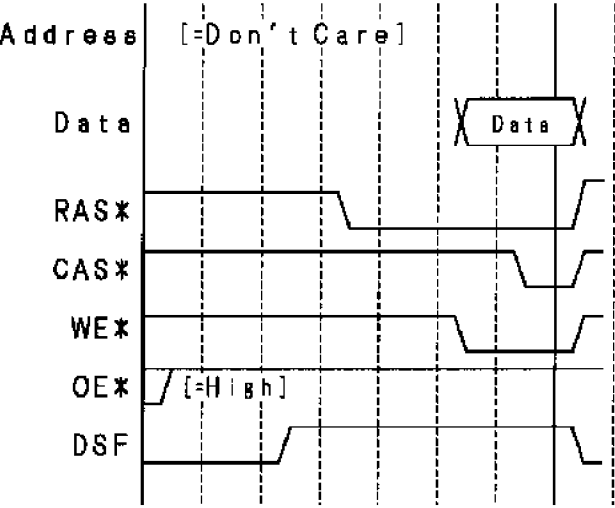 Address [=Don't Care]
Data Data
RAS*
CAS*
WE*
OE* [=High]
DSF